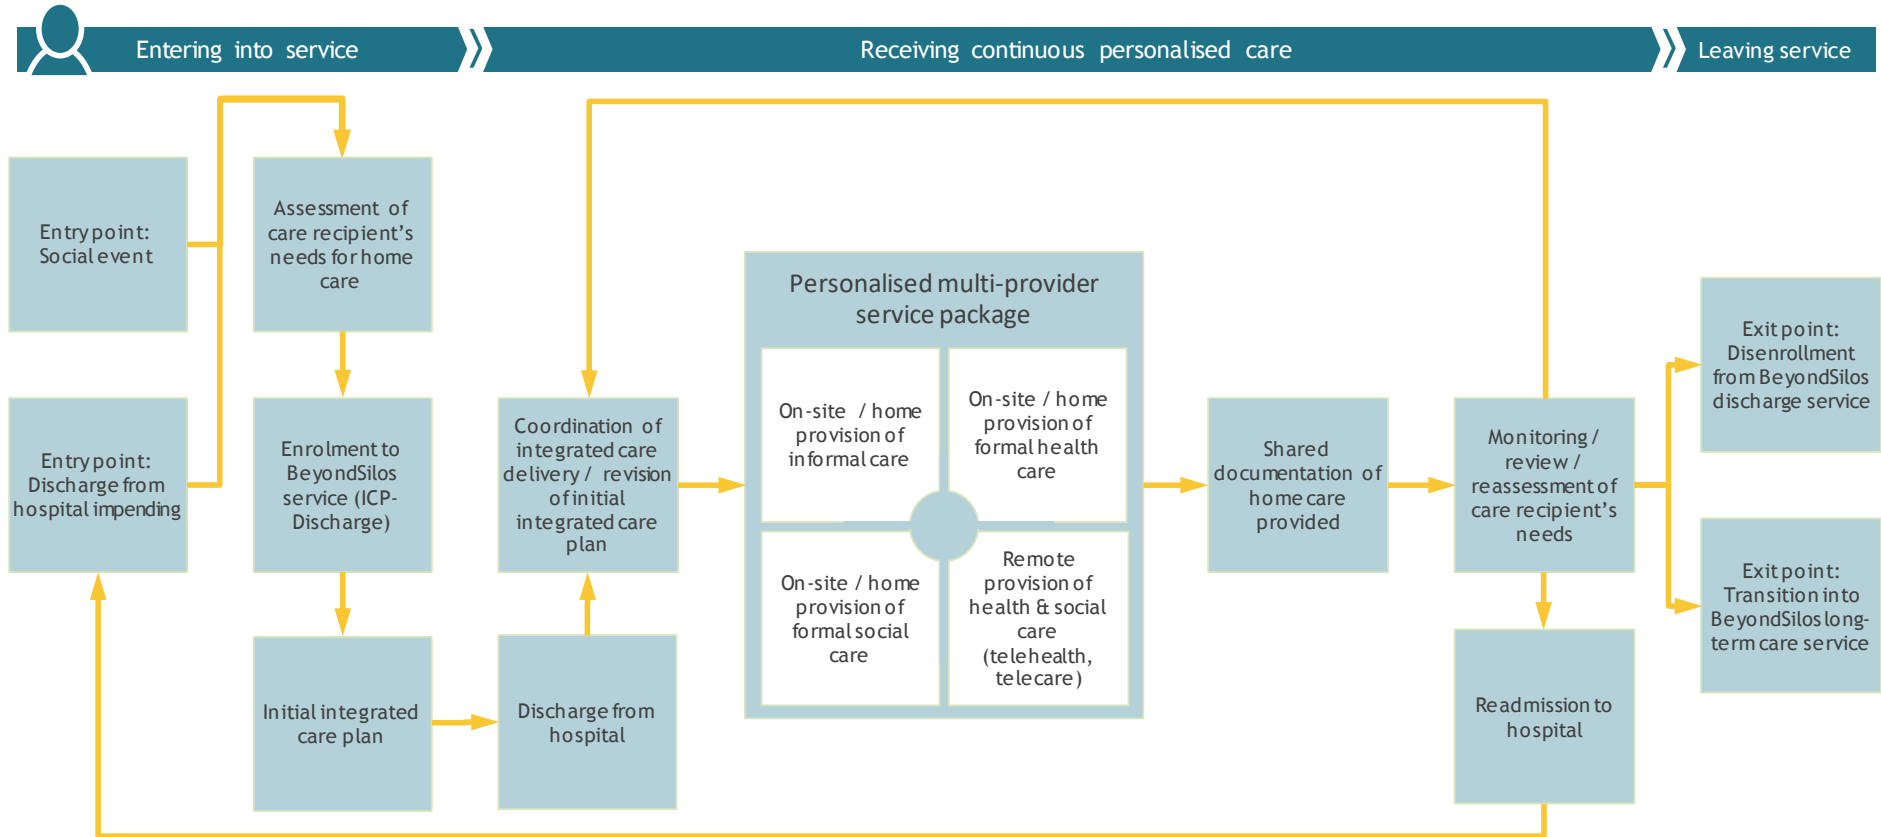 Entering into service
Receiving continuous personalised care
Leaving service
Entry point:
Social event
Entry point:
Discharge from
hospital impending
Assessment of
care recipient's
needs for home
care
Enrolment to
BeyondSilos
service (ICP-
Discharge)
Initial integrated
care plan
Discharge from
hospital
Coordination of
integrated care
delivery / revision
of initial
integrated care
plan
Personalised multi-provider
service package
On-site / home
provision of
informal care
On-site / home
provision of
formal health
care
On-site / home
provision of
formal social
care
Remote
provision of
health & social
care
(telehealth,
telecare)
Shared
documentation of
home care
provided
Monitoring /
review /
reassessment of
care recipient's
needs
Readmission to
hospital
Exit point:
Disenrollment
from BeyondSilos
discharge service
Exit point:
Transition into
BeyondSilos long-
term care service